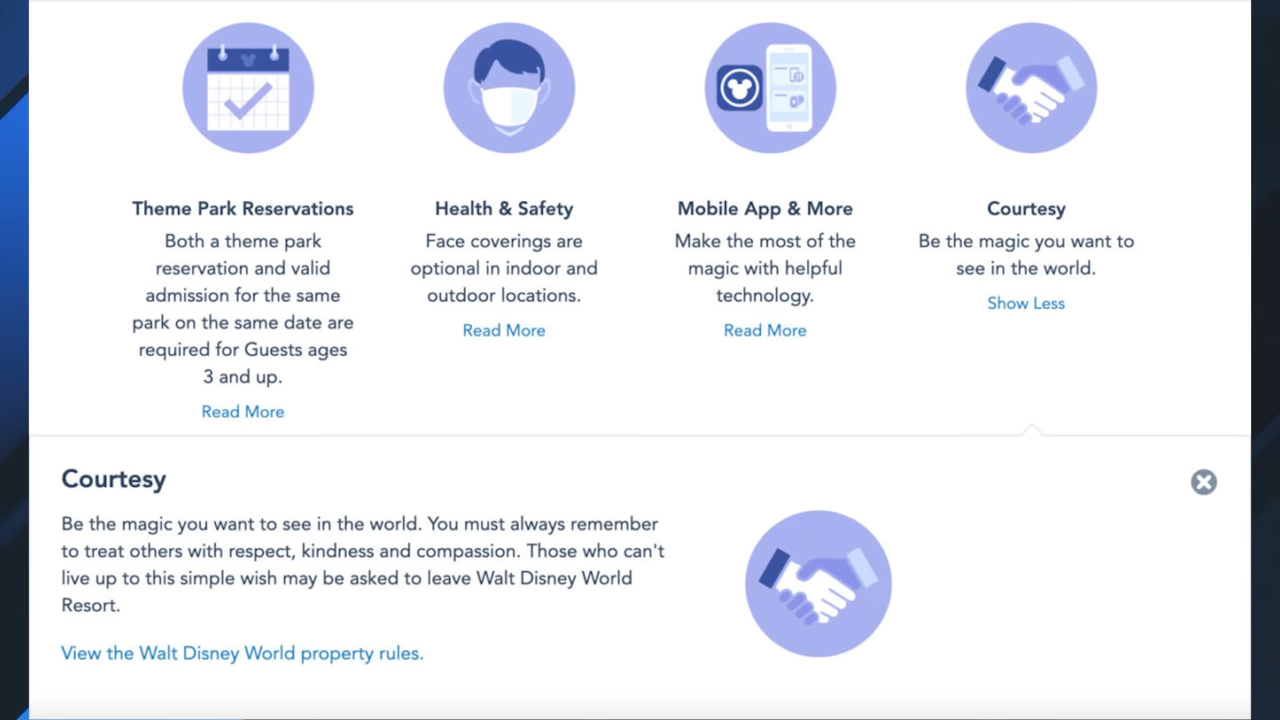 Theme Park Reservations
Both a theme park
reservation and valid
admission for the same
park on the same date are
required for Guests ages
3 and up.
Read More
Health & Safety
Face coverings are
optional in indoor and
outdoor locations.
Read More
Mobile App & More
Make the most of the
magic with helpful
technology.
Read More
Courtesy
Be the magic you want to
see in the world.
Show Less
Courtesy
Be the magic you want to see in the world. You must always remember
to treat others with respect, kindness and compassion. Those who can't
live up to this simple wish may be asked to leave Walt Disney World
Resort.
View the Walt Disney World property rules.